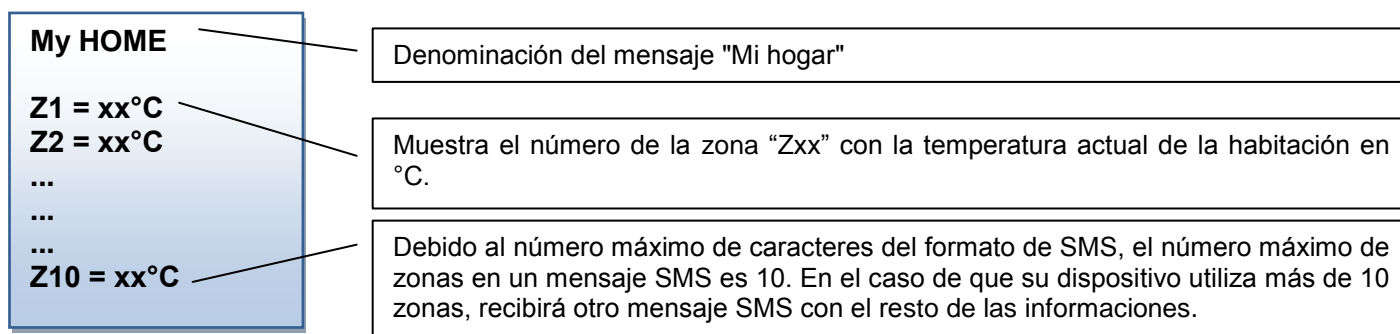 My HOME
Z1 = xx°C
Z2 = xx°C
...
...
...
Z10 = xx°C
Denominación del mensaje "Mi hogar"
Muestra el número de la zona “Zxx” con la temperatura actual de la habitación en
°C.
Debido al número máximo de caracteres del formato de SMS, el número máximo de
zonas en un mensaje SMS es 10. En el caso de que su dispositivo utiliza más de 10
zonas, recibirá otro mensaje SMS con el resto de las informaciones.